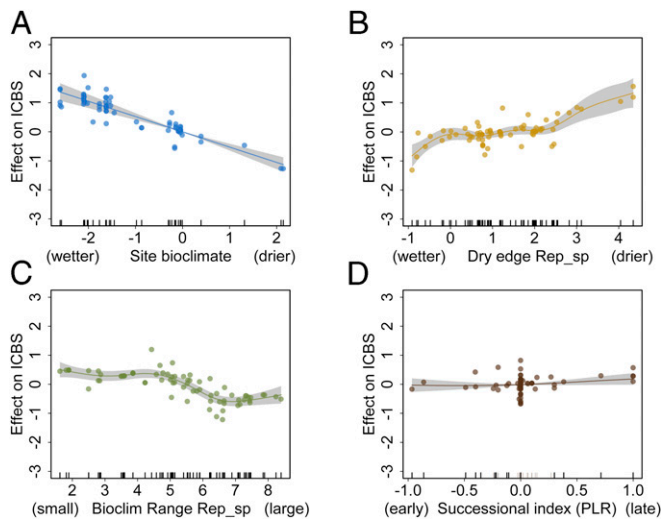 A
3
2
1
0
-1
-2
-3
Effect on ICBS
-2 -1 0 1 2
(wetter) Site bioclimate (drier)
B
3
2
1
0
-1
-2
-3
Effect on ICBS
-1 0 1 2 3 4
(wetter) Dry edge Rep_sp (drier)
C
3
2
1
0
-1
-2
-3
Effect on ICBS
2 3 4 5 6 7 8
(small) Bioclim Range Rep_sp (large)
D
3
2
1
0
-1
-2
-3
Effect on ICBS
-1.0 -0.5 0.0 0.5 1.0
(early) Successional index (PLR) (late)